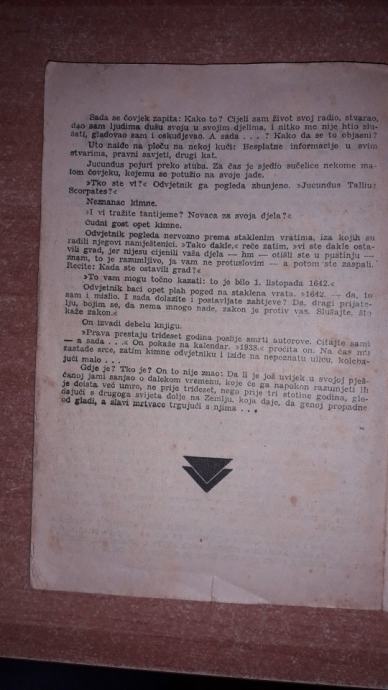 Sada se čovjek zapita: Kako to? Cijeli sam život svoj radio, stvarao,
dao sam ljudima dušu svoju u svojim djelima, i nitko me nije htio slu-
šati, gladovao sam i oskudjevao. A sada . . . ? Kako da se to objasni?
Uto naiđe na ploču na nekoj kući: Besplatne informacije u svim
stvarima, pravni savjeti, drugi kat.
Jucundus pojuri preko stuba. Za čas je sjedio sučelice nekome ma-
lom čovjeku, kojemu se potužio na svoje jade.
»Tko ste vi?« Odvjetnik ga pogleda zbunjeno. »Jucundus Tallius
Scorpates?«
Neznanac kimne.
»I vi tražite tantijeme? Novaca za svoja djela?«
Čudni gost opet kimne.
Odvjetnik pogleda nervozno prema staklenim vratima, iza kojih su
radili njegovi namještenici. »Tako dakle,« reče zatim, »vi ste dakle osta-
vili grad, jer nijesu cijenili vaša djela — hm — otišli ste u pustinju —
znam, to je razumljivo, ja vam ne protuslovim — a potom ste zaspali.
Recite: Kada ste ostavili grad?«
»To vam mogu točno kazati: to je bilo 1. listopada 1642.«
Odvjetnik baci opet plah pogled na staklena vrata. »1642. — da, to
sam i mislio. I sada dolazite i postavljate zahtjeve? Da, dragi prijate-
lju, bojim se, da nema mnogo nade, zakon je protiv vas. Slušajte, što
kaže zakon.«
On izvadi debelu knjigu.
»Prava prestaju trideset godina poslije smrti autorove. Čitajte sami
— a sada . . .« On pokaže na kalendar. »1933.« pročita on. Na čas mu
zastade srce, zatim kimne odvjetniku i iziđe na nepoznatu ulicu, koleba-
jući malo . . .
Gdje je? Tko je? On to nije znao: Da li je još uvijek u svojoj pješ-
čanoj jami sanjao o dalekom vremenu, koje će ga napokon razumjeti ili
je doista već umro, ne prije trideset, nego prije tri stotine godina, gle-
dajući s drugoga svijeta dolje na Zemlju, koja daje, da genoj propadne
od gladi, a slavi mrtvace trgujući s njima . . .